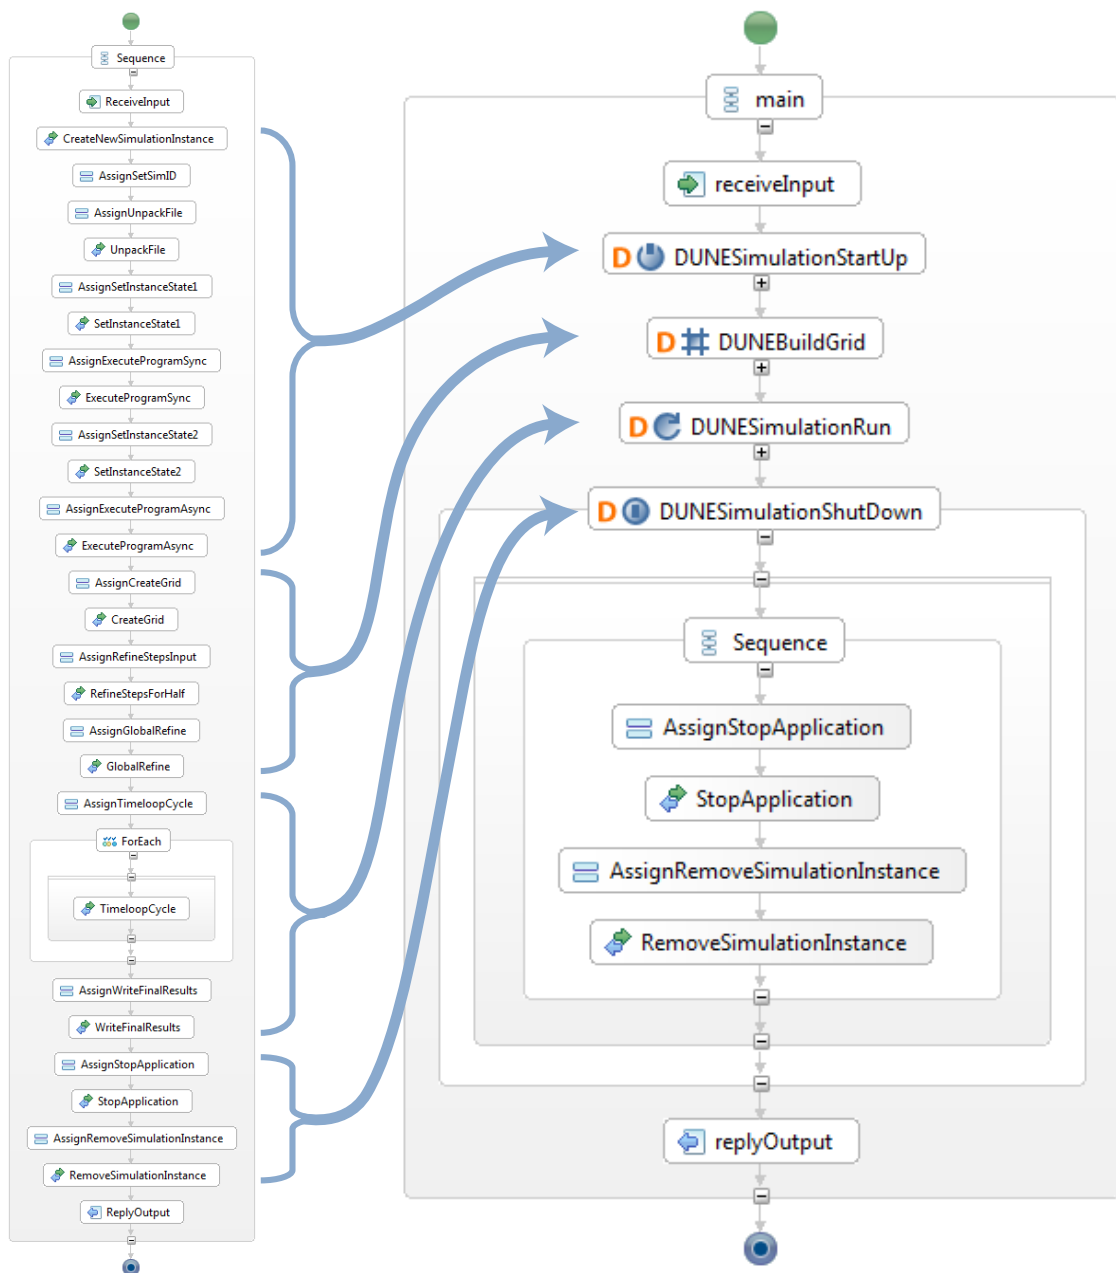 Sequence
ReceiveInput
CreateNewSimulationInstance
AssignSetSimID
AssignUnpackFile
UnpackFile
AssignSetInstanceState1
SetInstanceState1
AssignExecuteProgramSync
ExecuteProgramSync
AssignSetInstanceState2
SetInstanceState2
AssignExecuteProgramAsync
ExecuteProgramAsync
AssignCreateGrid
CreateGrid
AssignRefineStepsInput
RefineStepsForHalf
AssignGlobalRefine
GlobalRefine
AssignTimeloopCycle
ForEach
TimeloopCycle
AssignWriteFinalResults
WriteFinalResults
AssignStopApplication
StopApplication
AssignRemoveSimulationInstance
RemoveSimulationInstance
ReplyOutput
main
receiveInput
D DUNESimulationStartUp
D DUNEBuildGrid
D DUNESimulationRun
D DUNESimulationShutDown
Sequence
AssignStopApplication
StopApplication
AssignRemoveSimulationInstance
RemoveSimulationInstance
replyOutput